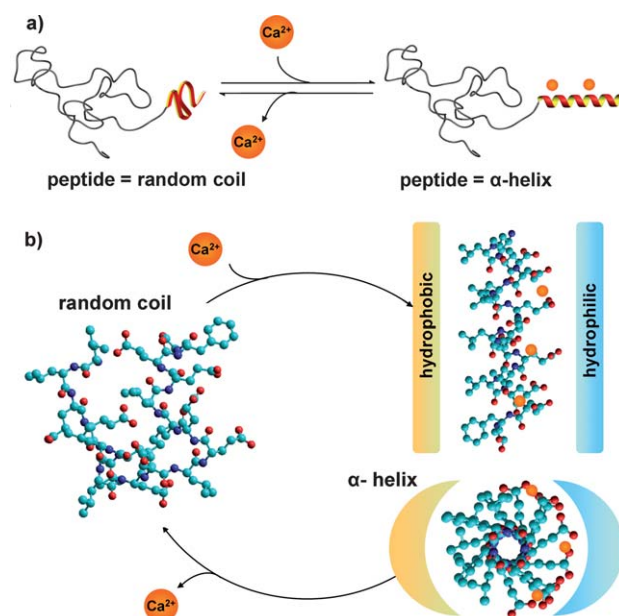 a)
Ca²⁺
Ca²⁺
peptide = random coil
peptide = α-helix
b)
Ca²⁺
random coil
hydrophobic
hydrophilic
α- helix
Ca²⁺